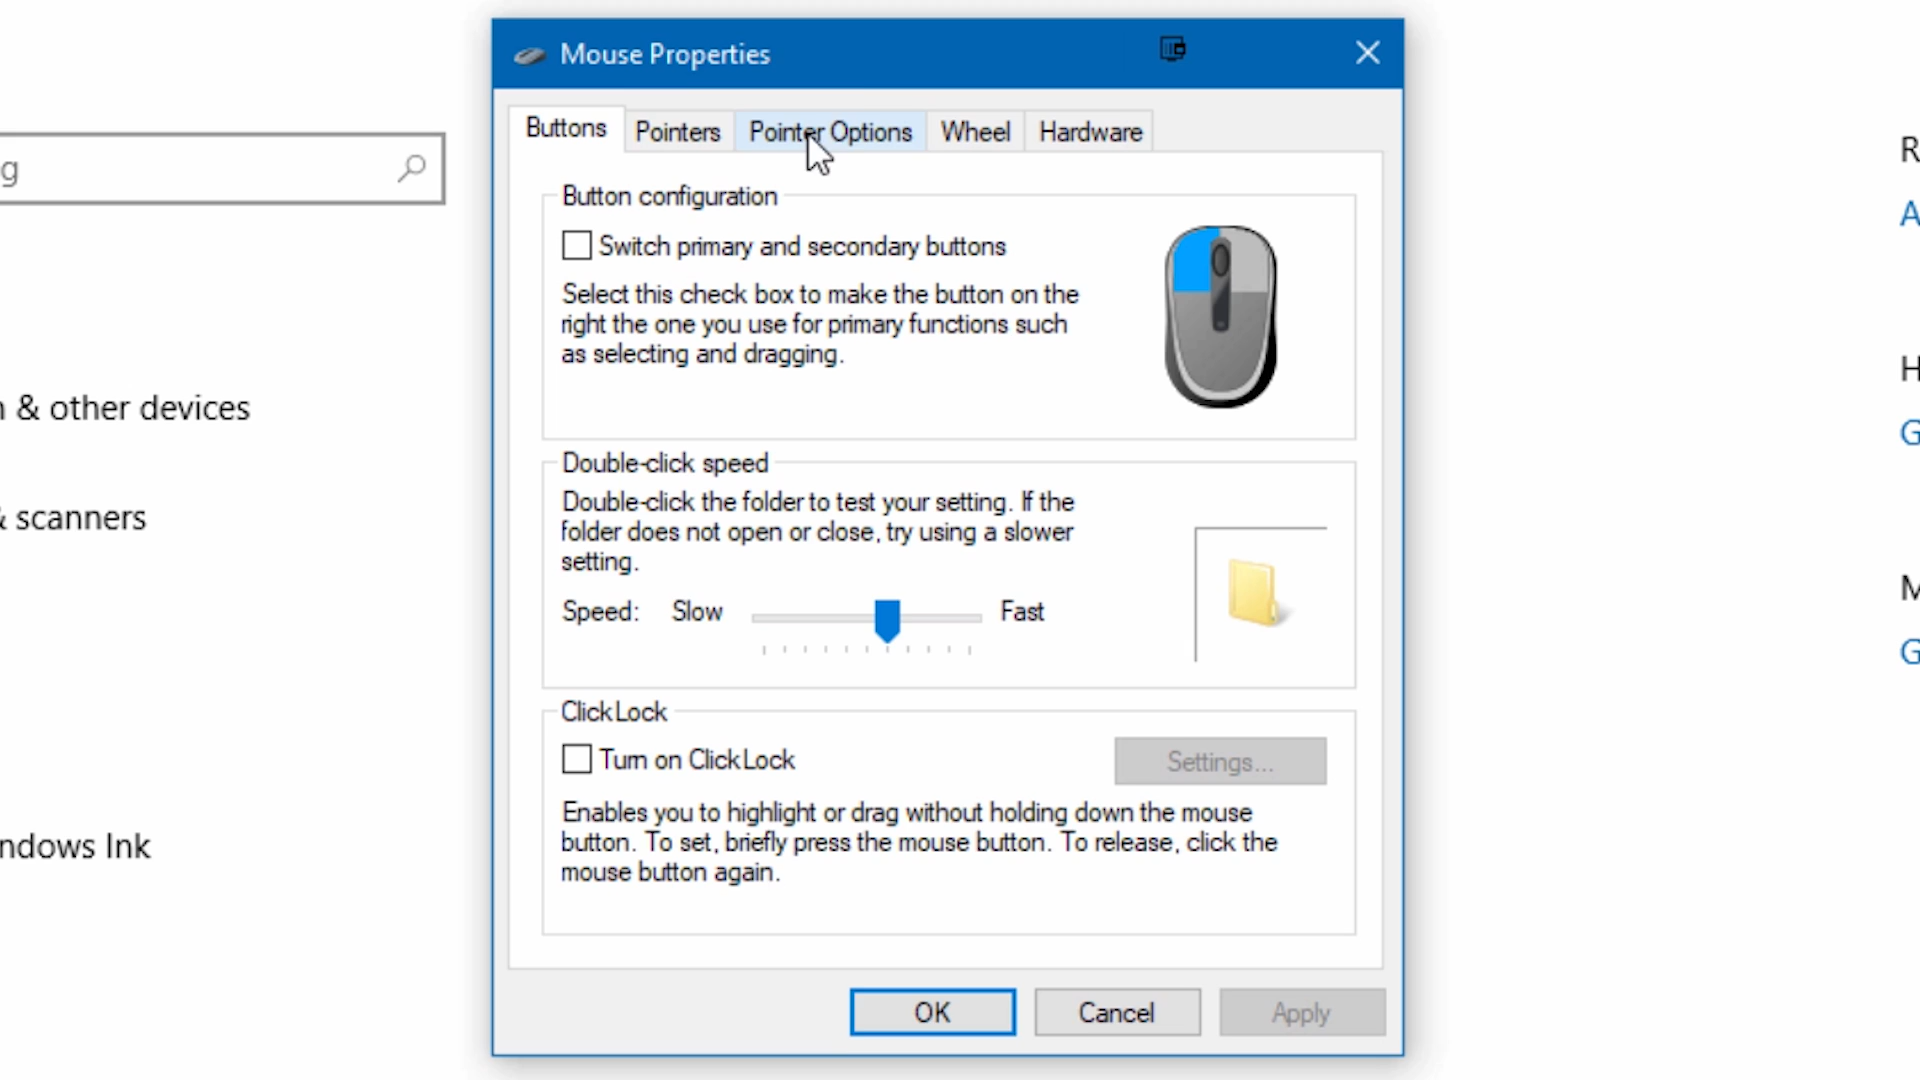 Mouse Properties
Buttons Pointers Pointer Options Wheel Hardware
g
& other devices
& scanners
ndows Ink
Button configuration
Switch primary and secondary buttons
Select this check box to make the button on the
right the one you use for primary functions such
as selecting and dragging.
Double-click speed
Double-click the folder to test your setting. If the
folder does not open or close, try using a slower
setting.
Speed: Slow Fast
ClickLock
Turn on ClickLock
Settings...
Enables you to highlight or drag without holding down the mouse
button. To set, briefly press the mouse button. To release, click the
mouse button again.
OK Cancel Apply
R
A
H
G
M
G